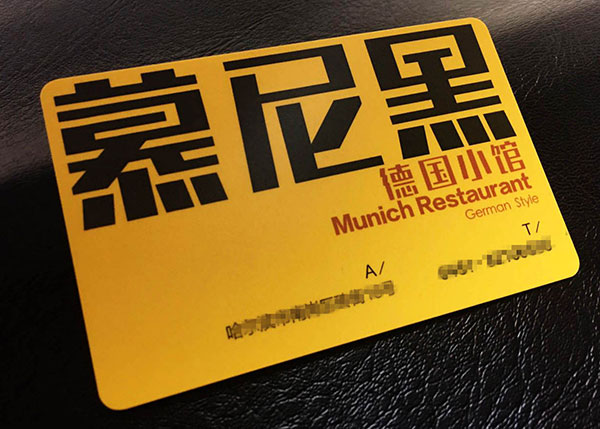 慕尼黑
德国小馆
Munich Restaurant
German Style
A/
T/